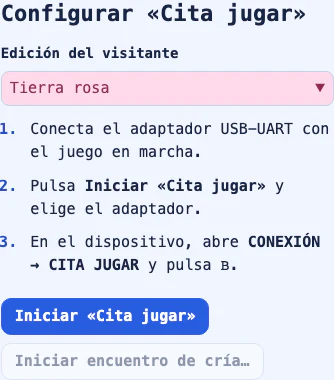 Configurar «Cita jugar»
Edición del visitante
Tierra rosa ▼
1. Conecta el adaptador USB-UART con
el juego en marcha.
2. Pulsa Iniciar «Cita jugar» y
elige el adaptador.
3. En el dispositivo, abre CONEXIÓN
→ CITA JUGAR y pulsa B.
Iniciar «Cita jugar»
Iniciar encuentro de cría…